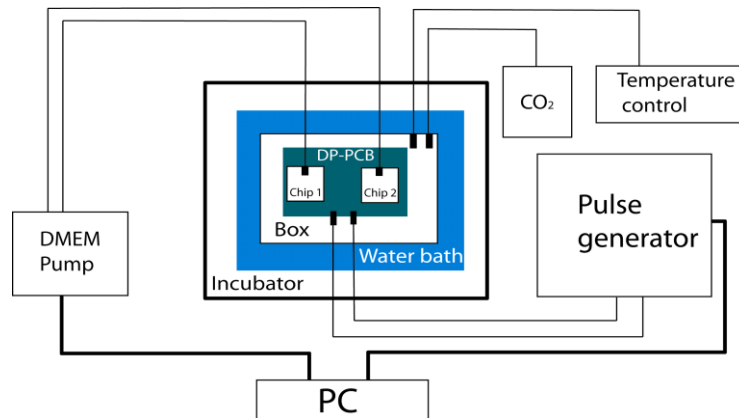 CO₂
Temperature
control
DP-PCB
Chip 1
Chip 2
Box
Water bath
Incubator
DMEM
Pump
Pulse
generator
PC